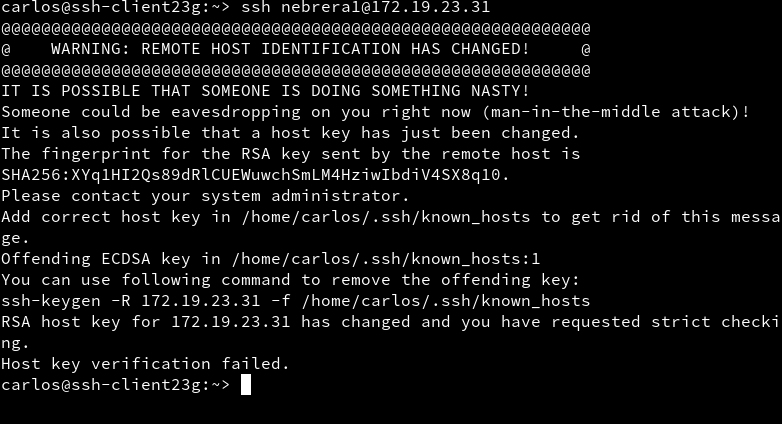 carlos@ssh-client23g:~> ssh nebrera1@172.19.23.31
@@@@@@@@@@@@@@@@@@@@@@@@@@@@@@@@@@@@@@@@@@@@@@@@@@@@@@@@@@@
@    WARNING: REMOTE HOST IDENTIFICATION HAS CHANGED!     @
@@@@@@@@@@@@@@@@@@@@@@@@@@@@@@@@@@@@@@@@@@@@@@@@@@@@@@@@@@@
IT IS POSSIBLE THAT SOMEONE IS DOING SOMETHING NASTY!
Someone could be eavesdropping on you right now (man-in-the-middle attack)!
It is also possible that a host key has just been changed.
The fingerprint for the RSA key sent by the remote host is
SHA256:XYq1HI2Qs89dRlCUEWuwchSmLM4HziwIbdiV4SX8q10.
Please contact your system administrator.
Add correct host key in /home/carlos/.ssh/known_hosts to get rid of this messa
ge.
Offending ECDSA key in /home/carlos/.ssh/known_hosts:1
You can use following command to remove the offending key:
ssh-keygen -R 172.19.23.31 -f /home/carlos/.ssh/known_hosts
RSA host key for 172.19.23.31 has changed and you have requested strict checki
ng.
Host key verification failed.
carlos@ssh-client23g:~>